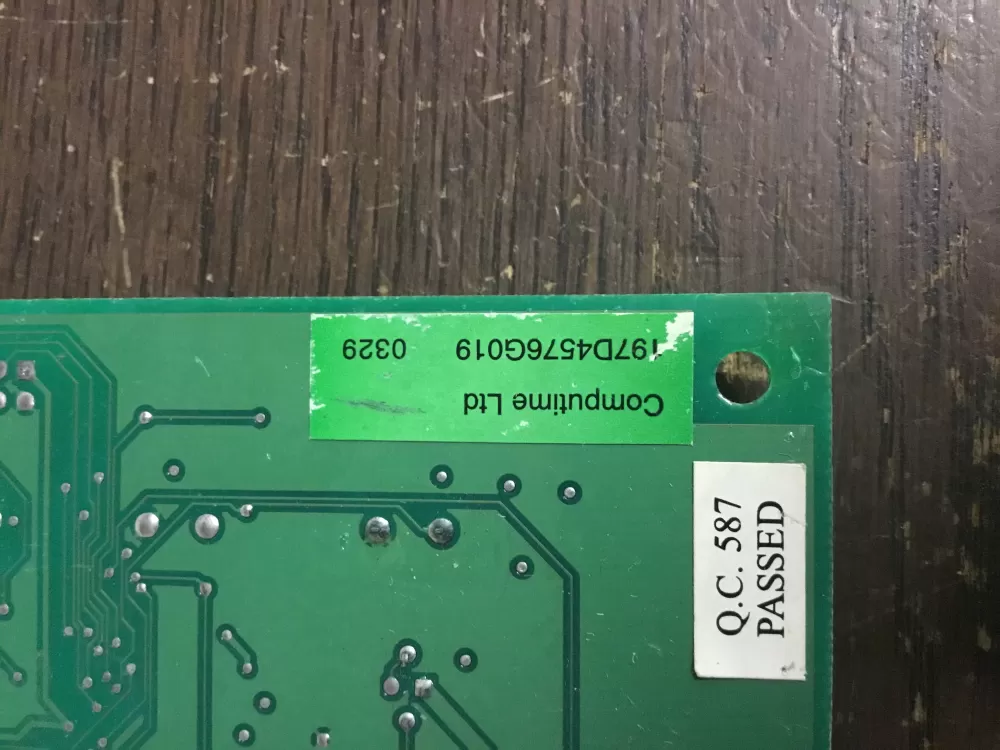 Computime Ltd
197D4576G019 0329
Q.C. 587
PASSED